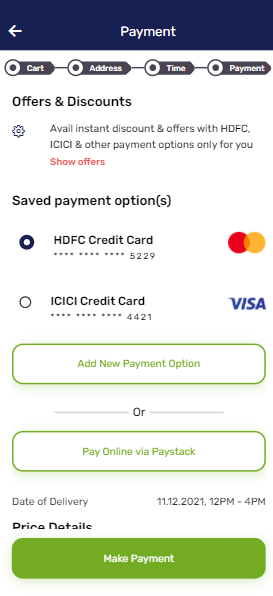 Payment
Cart
Address
Time
Payment
Offers & Discounts
Avail instant discount & offers with HDFC,
ICICI & other payment options only for you
Show offers
Saved payment option(s)
HDFC Credit Card
**** **** **** 5229
ICICI Credit Card
**** **** **** 4421
VISA
Add New Payment Option
Or
Pay Online via Paystack
Date of Delivery
11.12.2021, 12PM - 4PM
Price Details
Make Payment